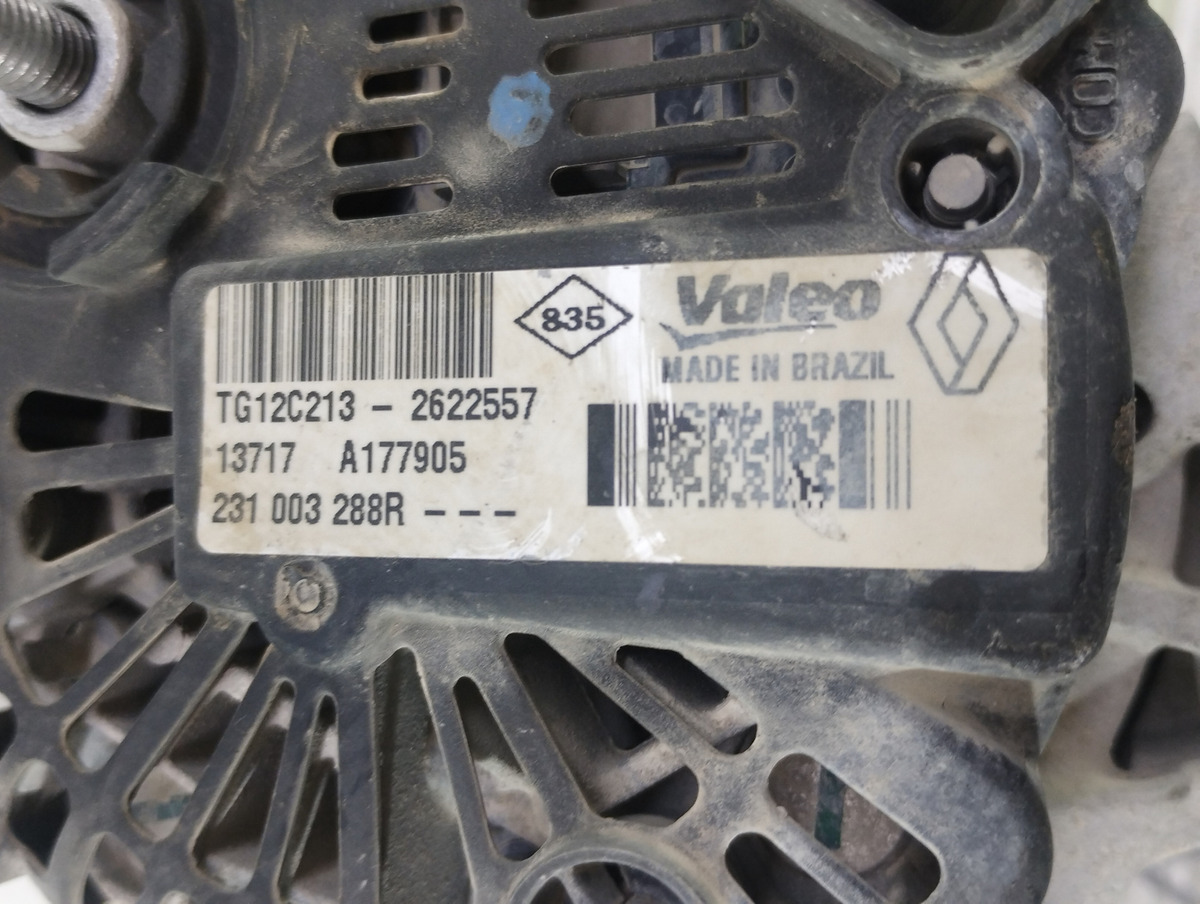 835
Valeo
MADE IN BRAZIL
TG12C213 - 2622557
13717 A177905
231 003 288R ---